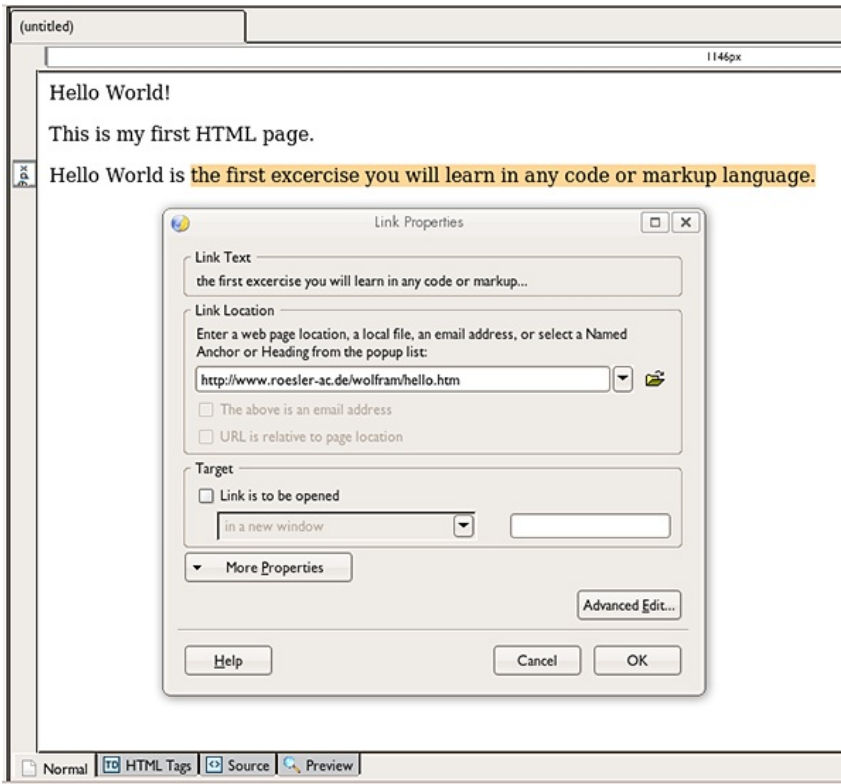 (untitled)
1146px
Hello World!
This is my first HTML page.
Hello World is the first excercise you will learn in any code or markup language.
Link Properties
Link Text
the first excercise you will learn in any code or markup...
Link Location
Enter a web page location, a local file, an email address, or select a Named
Anchor or Heading from the popup list:
http://www.roesler-ac.de/wolfram/hello.htm
The above is an email address
URL is relative to page location
Target
Link is to be opened
in a new window
More Properties
Advanced Edit...
Help
Cancel
OK
Normal
HTML Tags
Source
Preview